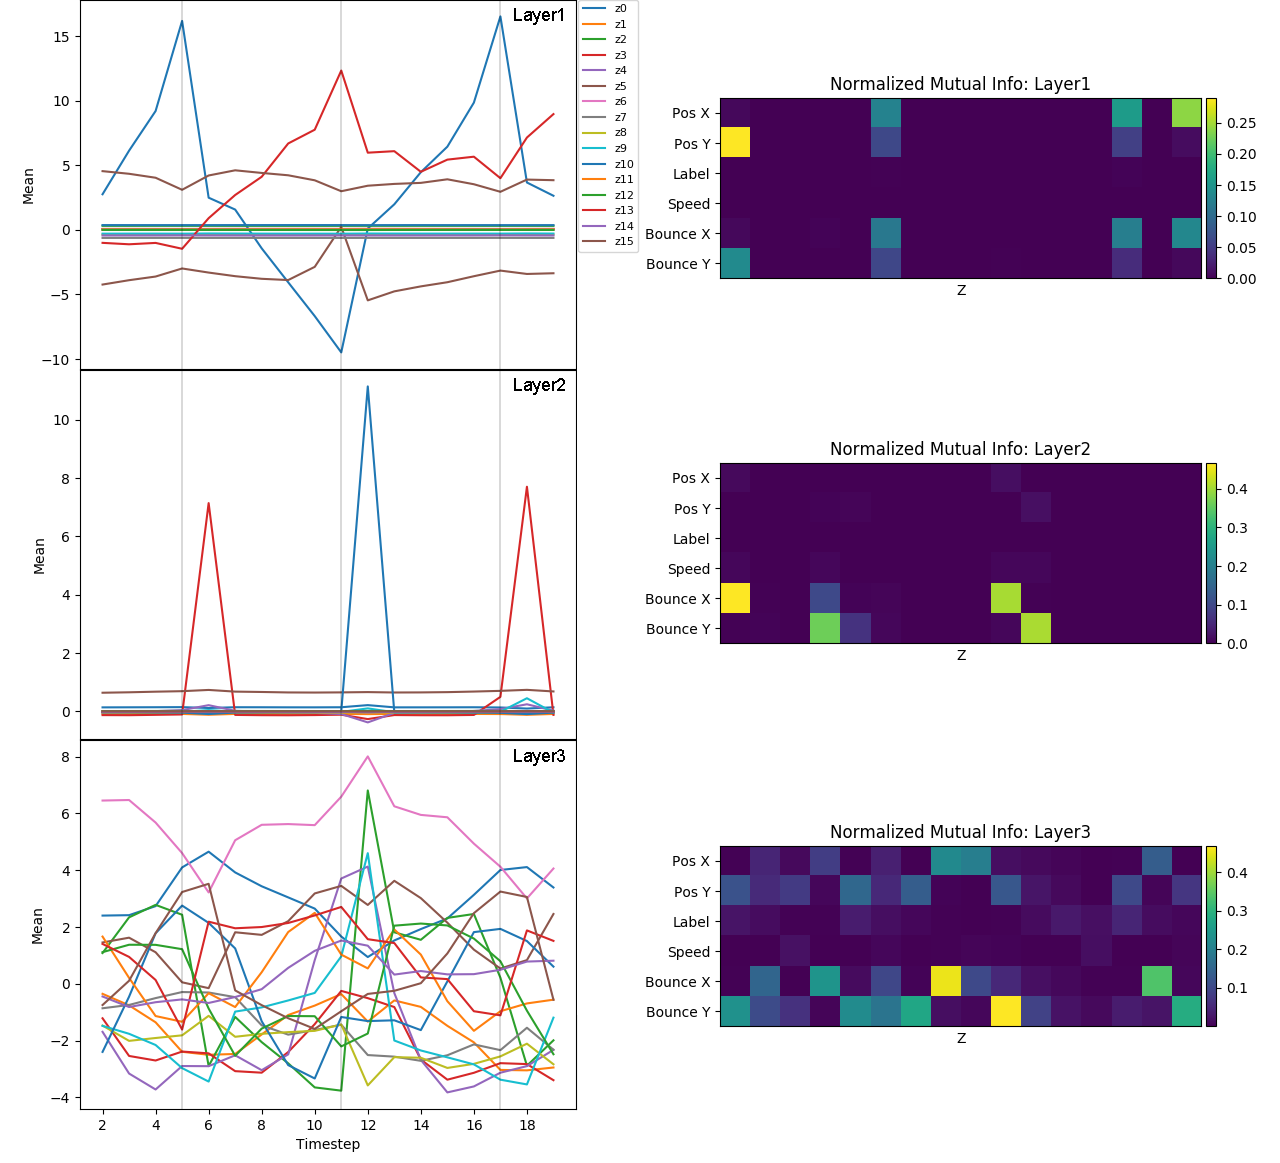 Layer1
15
10
5
0
−5
−10
Mean
z0
z1
z2
z3
z4
z5
z6
z7
z8
z9
z10
z11
z12
z13
z14
z15
Normalized Mutual Info: Layer1
Pos X
Pos Y
Label
Speed
Bounce X
Bounce Y
Z
0.25
0.20
0.15
0.10
0.05
0.00
Layer2
10
8
6
4
2
0
Mean
Normalized Mutual Info: Layer2
Pos X
Pos Y
Label
Speed
Bounce X
Bounce Y
Z
0.4
0.3
0.2
0.1
0.0
Layer3
8
6
4
2
0
−2
−4
Mean
2 4 6 8 10 12 14 16 18
Timestep
Normalized Mutual Info: Layer3
Pos X
Pos Y
Label
Speed
Bounce X
Bounce Y
Z
0.4
0.3
0.2
0.1